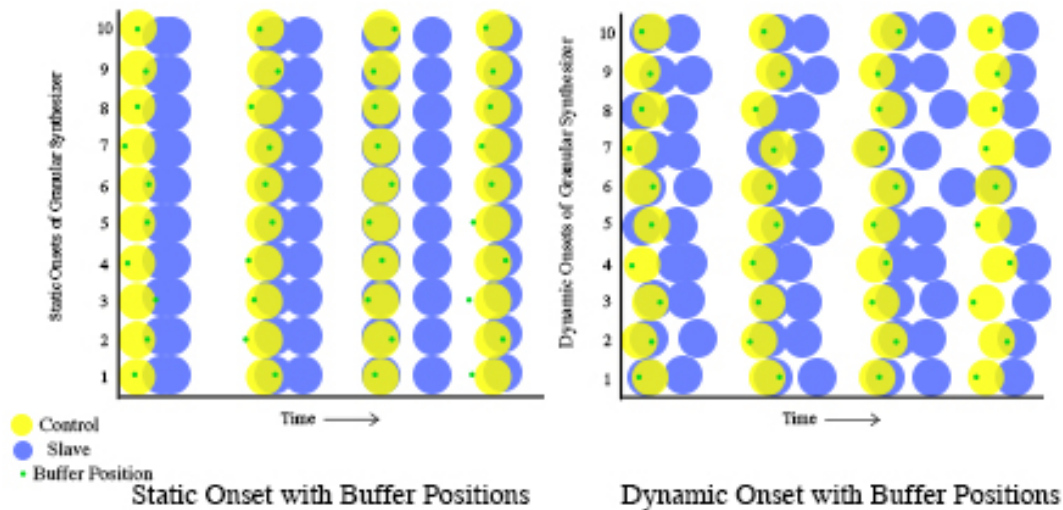 10
9
8
7
6
5
4
3
2
1
Static Onsets of Granular Synthesizer
Time
Control
Slave
Buffer Position
Static Onset with Buffer Positions
10
9
8
7
6
5
4
3
2
1
Dynamic Onsets of Granular Synthesizer
Time
Dynamic Onset with Buffer Positions